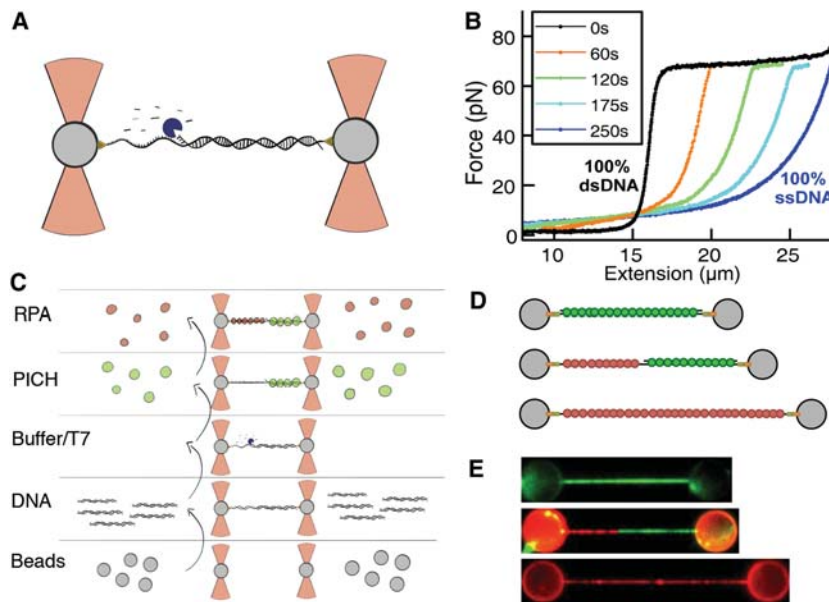 A
B
80
60
40
20
0
Force (pN)
0s
60s
120s
175s
250s
100%
dsDNA
100%
ssDNA
10
15
20
25
Extension (µm)
C
RPA
PICH
Buffer/T7
DNA
Beads
D
E